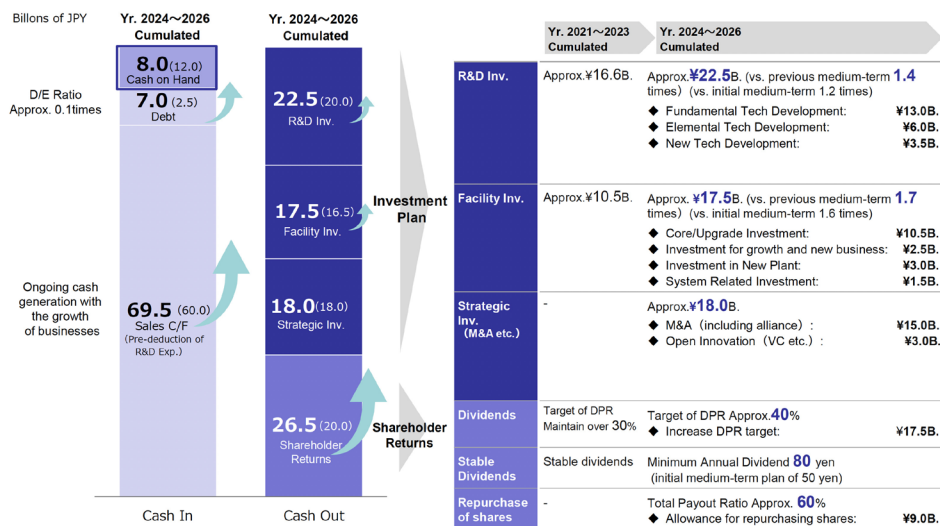 Billons of JPY
Yr. 2024～2026
Cumulated
Yr. 2024～2026
Cumulated
8.0(12.0)
Cash on Hand
D/E Ratio
Approx. 0.1times
7.0 (2.5)
Debt
22.5(20.0)
R&D Inv.
17.5(16.5)
Facility Inv.
Ongoing cash
generation with
the growth
of businesses
69.5 (60.0)
Sales C/F
(Pre-deduction of
R&D Exp.)
18.0(18.0)
Strategic Inv.
26.5(20.0)
Shareholder
Returns
Cash In
Cash Out
Investment
Plan
Shareholder
Returns
Yr. 2021～2023
Cumulated
Yr. 2024～2026
Cumulated
R&D Inv.
Approx.¥16.6B.
Approx.¥22.5B. (vs. previous medium-term 1.4
times) (vs. initial medium-term 1.2 times)
◆ Fundamental Tech Development: ¥13.0B.
◆ Elemental Tech Development: ¥6.0B.
◆ New Tech Development: ¥3.5B.
Facility Inv.
Approx.¥10.5B.
Approx. ¥17.5B. (vs. previous medium-term 1.7
times) (vs. initial medium-term 1.6 times)
◆ Core/Upgrade Investment: ¥10.5B.
◆ Investment for growth and new business: ¥2.5B.
◆ Investment in New Plant: ¥3.0B.
◆ System Related Investment: ¥1.5B.
Strategic
Inv.
（M&A etc.）
-
Approx.¥18.0B.
◆ M&A（including alliance）: ¥15.0B.
◆ Open Innovation（VC etc.）: ¥3.0B.
Dividends
Target of DPR
Maintain over 30%
Target of DPR Approx.40%
◆ Increase DPR target: ¥17.5B.
Stable
Dividends
Stable dividends
Minimum Annual Dividend 80 yen
(initial medium-term plan of 50 yen)
Repurchase
of shares
-
Total Payout Ratio Approx. 60%
◆ Allowance for repurchasing shares: ¥9.0B.